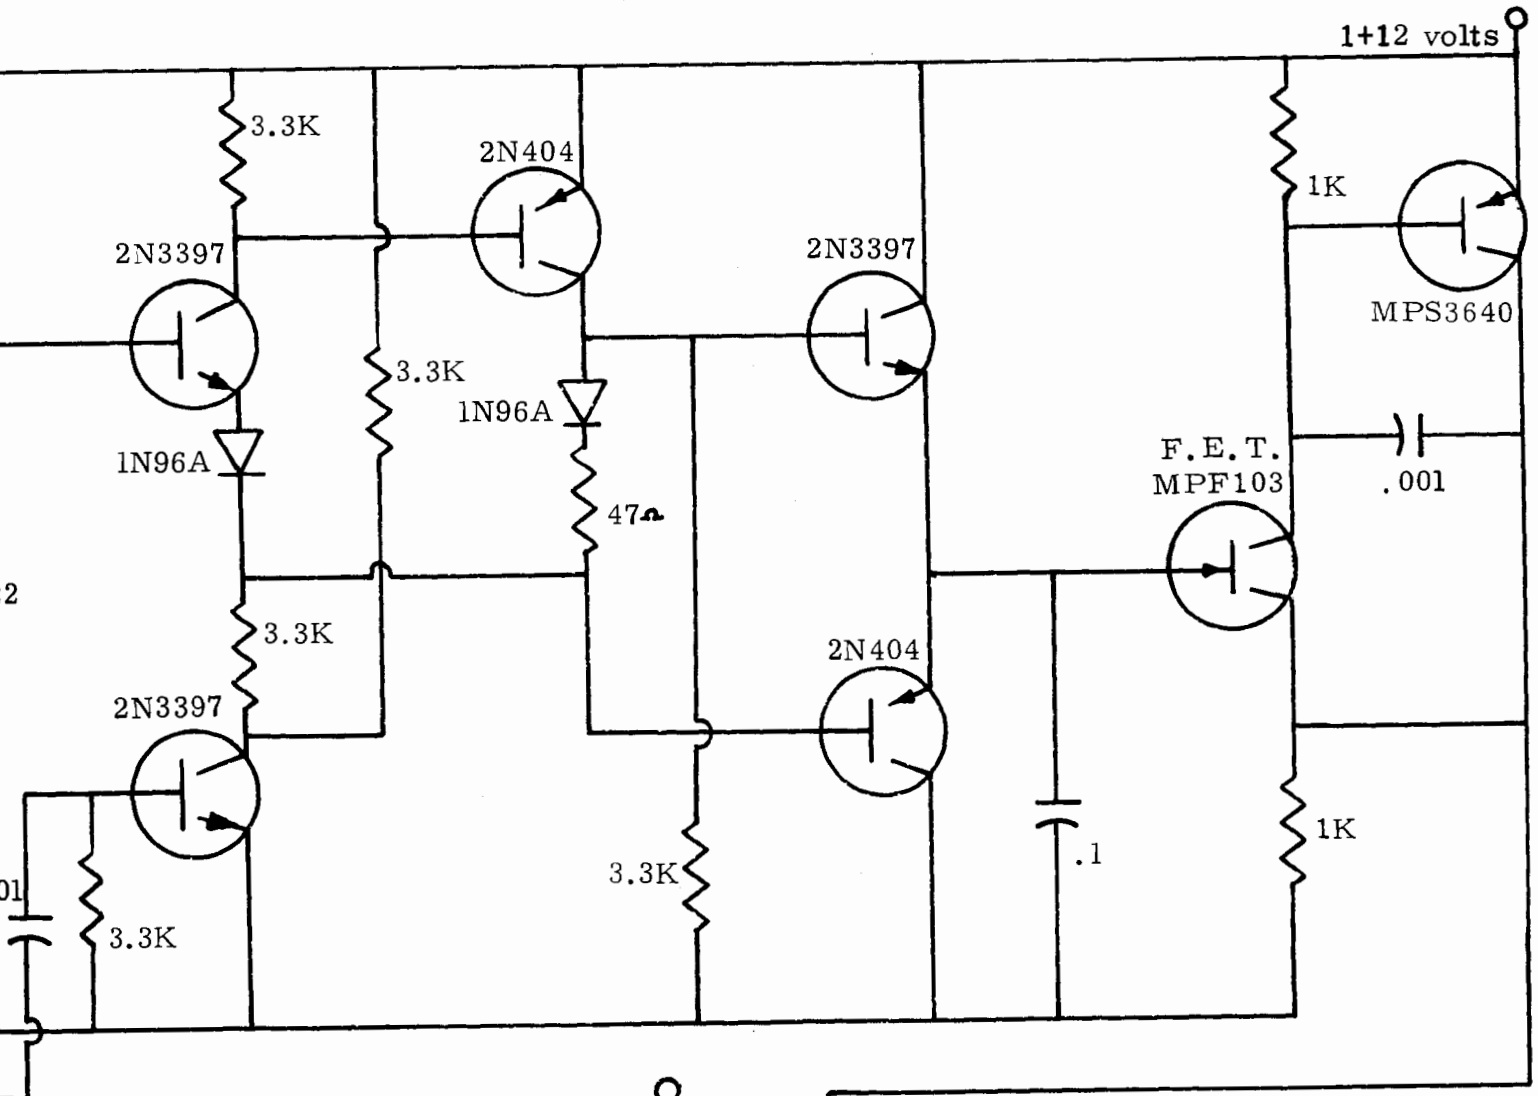 1+12 volts
3.3K
2N404
1K
2N3397
2N3397
MPS3640
3.3K
1N96A
F.E.T.
MPF103
1N96A
.001
47Ω
2
3.3K
2N404
2N3397
1K
.1
3.3K
01
3.3K